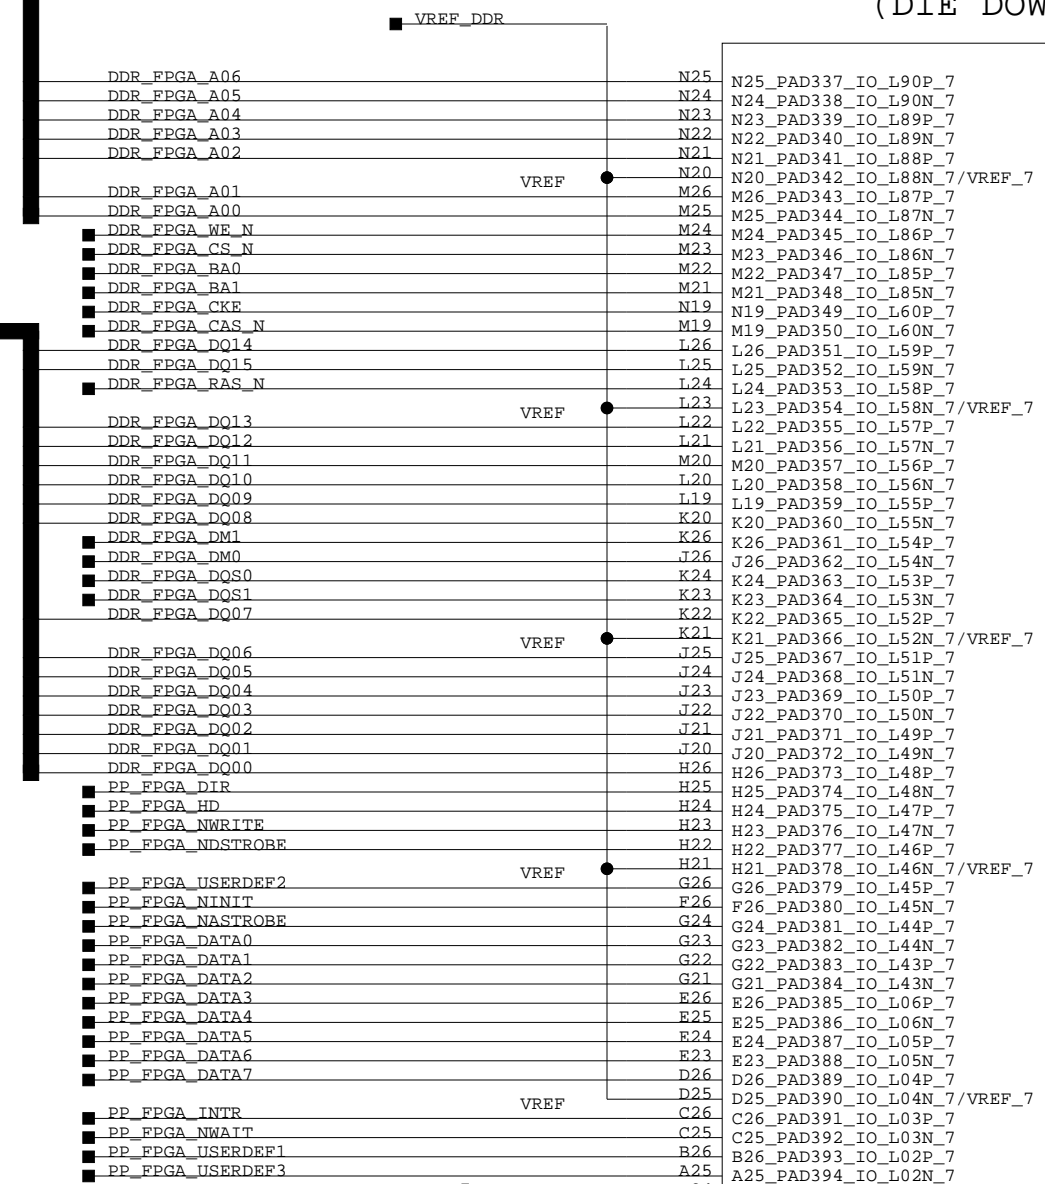 (DIE DOW
VREF_DDR
DDR_FPGA_A06 N25 N25_PAD337_IO_L90P_7
DDR_FPGA_A05 N24 N24_PAD338_IO_L90N_7
DDR_FPGA_A04 N23 N23_PAD339_IO_L89P_7
DDR_FPGA_A03 N22 N22_PAD340_IO_L89N_7
DDR_FPGA_A02 N21 N21_PAD341_IO_L88P_7
VREF N20 N20_PAD342_IO_L88N_7/VREF_7
DDR_FPGA_A01 M26 M26_PAD343_IO_L87P_7
DDR_FPGA_A00 M25 M25_PAD344_IO_L87N_7
DDR_FPGA_WE_N M24 M24_PAD345_IO_L86P_7
DDR_FPGA_CS_N M23 M23_PAD346_IO_L86N_7
DDR_FPGA_BA0 M22 M22_PAD347_IO_L85P_7
DDR_FPGA_BA1 M21 M21_PAD348_IO_L85N_7
DDR_FPGA_CKE N19 N19_PAD349_IO_L60P_7
DDR_FPGA_CAS_N M19 M19_PAD350_IO_L60N_7
DDR_FPGA_DQ14 L26 L26_PAD351_IO_L59P_7
DDR_FPGA_DQ15 L25 L25_PAD352_IO_L59N_7
DDR_FPGA_RAS_N L24 L24_PAD353_IO_L58P_7
VREF L23 L23_PAD354_IO_L58N_7/VREF_7
DDR_FPGA_DQ13 L22 L22_PAD355_IO_L57P_7
DDR_FPGA_DQ12 L21 L21_PAD356_IO_L57N_7
DDR_FPGA_DQ11 M20 M20_PAD357_IO_L56P_7
DDR_FPGA_DQ10 L20 L20_PAD358_IO_L56N_7
DDR_FPGA_DQ09 L19 L19_PAD359_IO_L55P_7
DDR_FPGA_DQ08 K20 K20_PAD360_IO_L55N_7
DDR_FPGA_DM1 K26 K26_PAD361_IO_L54P_7
DDR_FPGA_DM0 J26 J26_PAD362_IO_L54N_7
DDR_FPGA_DQS0 K24 K24_PAD363_IO_L53P_7
DDR_FPGA_DQS1 K23 K23_PAD364_IO_L53N_7
DDR_FPGA_DQ07 K22 K22_PAD365_IO_L52P_7
VREF K21 K21_PAD366_IO_L52N_7/VREF_7
DDR_FPGA_DQ06 J25 J25_PAD367_IO_L51P_7
DDR_FPGA_DQ05 J24 J24_PAD368_IO_L51N_7
DDR_FPGA_DQ04 J23 J23_PAD369_IO_L50P_7
DDR_FPGA_DQ03 J22 J22_PAD370_IO_L50N_7
DDR_FPGA_DQ02 J21 J21_PAD371_IO_L49P_7
DDR_FPGA_DQ01 J20 J20_PAD372_IO_L49N_7
DDR_FPGA_DQ00 H26 H26_PAD373_IO_L48P_7
PP_FPGA_DIR H25 H25_PAD374_IO_L48N_7
PP_FPGA_HD H24 H24_PAD375_IO_L47P_7
PP_FPGA_NWRITE H23 H23_PAD376_IO_L47N_7
PP_FPGA_NDSTROBE H22 H22_PAD377_IO_L46P_7
VREF H21 H21_PAD378_IO_L46N_7/VREF_7
PP_FPGA_USERDEF2 G26 G26_PAD379_IO_L45P_7
PP_FPGA_NINIT F26 F26_PAD380_IO_L45N_7
PP_FPGA_NASTROBE G24 G24_PAD381_IO_L44P_7
PP_FPGA_DATA0 G23 G23_PAD382_IO_L44N_7
PP_FPGA_DATA1 G22 G22_PAD383_IO_L43P_7
PP_FPGA_DATA2 G21 G21_PAD384_IO_L43N_7
PP_FPGA_DATA3 E26 E26_PAD385_IO_L06P_7
PP_FPGA_DATA4 E25 E25_PAD386_IO_L06N_7
PP_FPGA_DATA5 E24 E24_PAD387_IO_L05P_7
PP_FPGA_DATA6 E23 E23_PAD388_IO_L05N_7
PP_FPGA_DATA7 D26 D26_PAD389_IO_L04P_7
VREF D25 D25_PAD390_IO_L04N_7/VREF_7
PP_FPGA_INTR C26 C26_PAD391_IO_L03P_7
PP_FPGA_NWAIT C25 C25_PAD392_IO_L03N_7
PP_FPGA_USERDEF1 B26 B26_PAD393_IO_L02P_7
PP_FPGA_USERDEF3 A25 A25_PAD394_IO_L02N_7